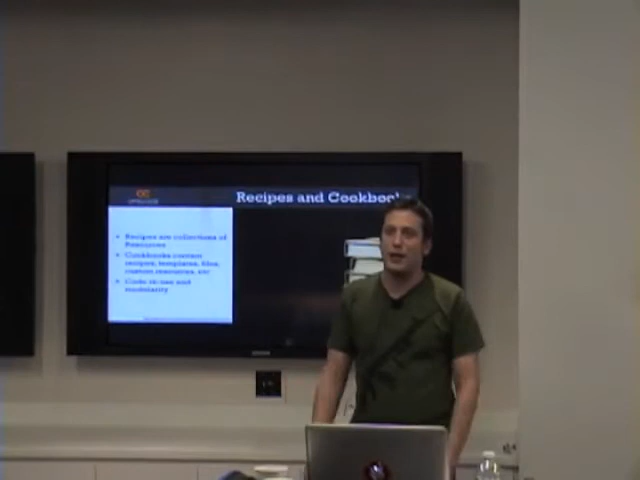 Recipes and Cookboo
Recipes are collections of
Resources
Cookbooks contain
recipes, templates, files,
custom resources, etc
Code re-use and
modularity